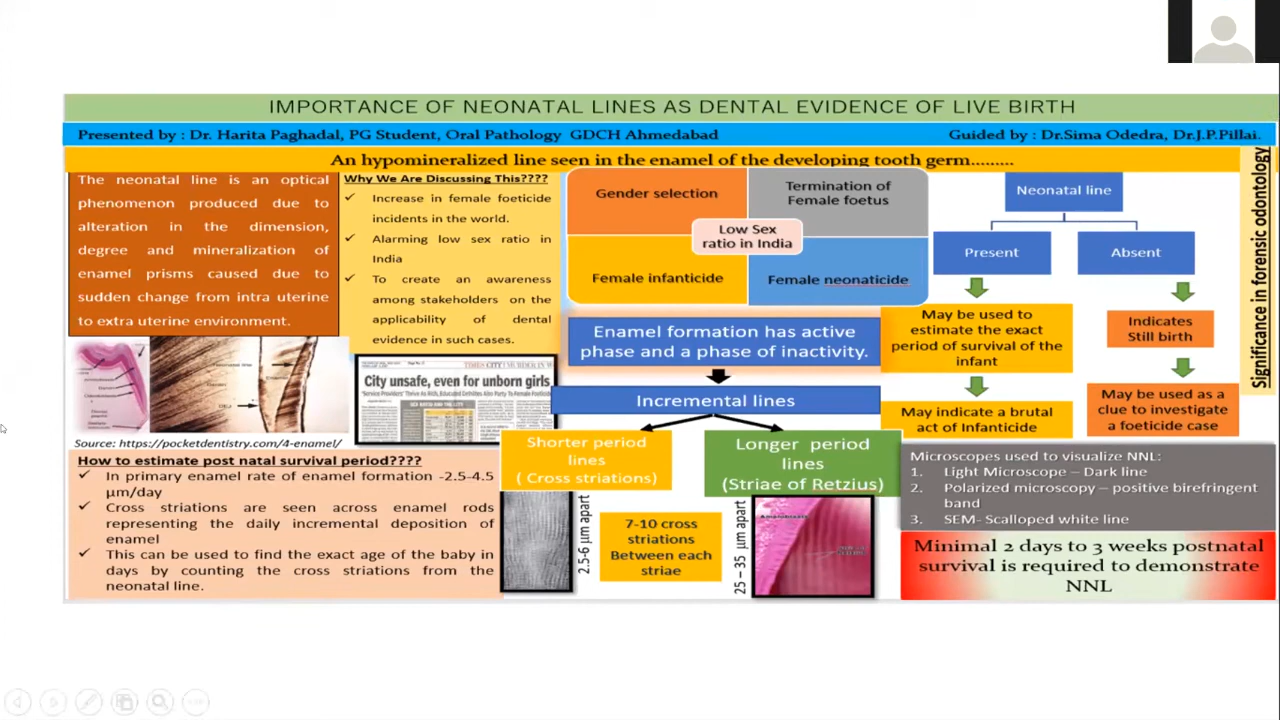 IMPORTANCE OF NEONATAL LINES AS DENTAL EVIDENCE OF LIVE BIRTH
Presented by : Dr. Harita Paghadal, PG Student, Oral Pathology GDCH Ahmedabad
Guided by : Dr.Sima Odedra, Dr.J.P.Pillai.
An hypomineralized line seen in the enamel of the developing tooth germ.........
The neonatal line is an optical
phenomenon produced due to
alteration in the dimension,
degree and mineralization of
enamel prisms caused due to
sudden change from intra uterine
to extra uterine environment.
Why We Are Discussing This????
✓ Increase in female foeticide
incidents in the world.
✓ Alarming low sex ratio in
India
✓ To create an awareness
among stakeholders on the
applicability of dental
evidence in such cases.
City unsafe, even for unborn girls
Source: https://pocketdentistry.com/4-enamel/
How to estimate post natal survival period????
✓ In primary enamel rate of enamel formation -2.5-4.5
µm/day
✓ Cross striations are seen across enamel rods
representing the daily incremental deposition of
enamel
✓ This can be used to find the exact age of the baby in
days by counting the cross striations from the
neonatal line.
Gender selection
Termination of
Female foetus
Low Sex
ratio in India
Female infanticide
Female neonaticide
Enamel formation has active
phase and a phase of inactivity.
Incremental lines
Shorter period
lines
( Cross striations)
Longer period
lines
(Striae of Retzius)
2.5-6 µm apart
7-10 cross
striations
Between each
striae
25 – 35 µm apart
Ameloblasts
Neonatal line
Present
Absent
May be used to
estimate the exact
period of survival of the
infant
Indicates
Still birth
May indicate a brutal
act of Infanticide
May be used as a
clue to investigate
a foeticide case
Significance in forensic odontology
Microscopes used to visualize NNL:
1. Light Microscope – Dark line
2. Polarized microscopy – positive birefringent
band
3. SEM- Scalloped white line
Minimal 2 days to 3 weeks postnatal
survival is required to demonstrate
NNL